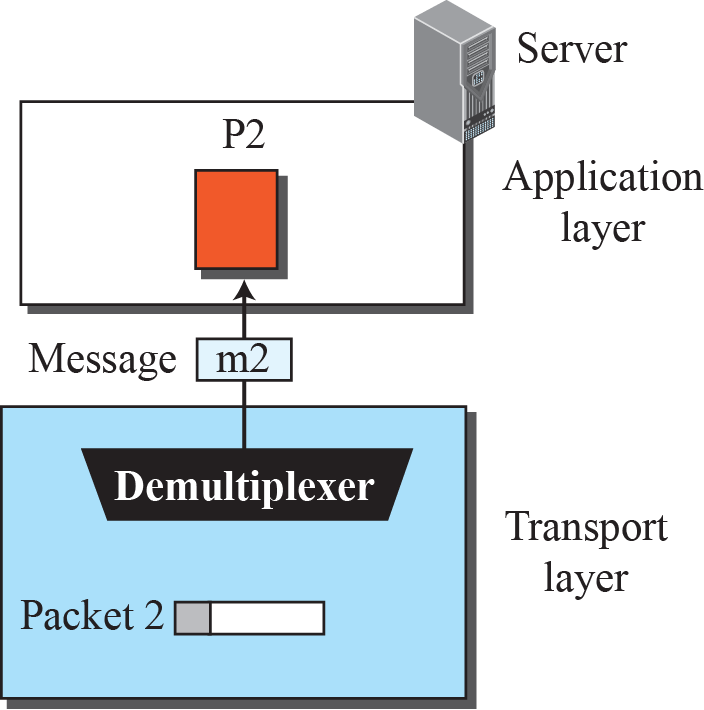 Server
P2
Application
layer
Message
m2
Demultiplexer
Transport
layer
Packet 2